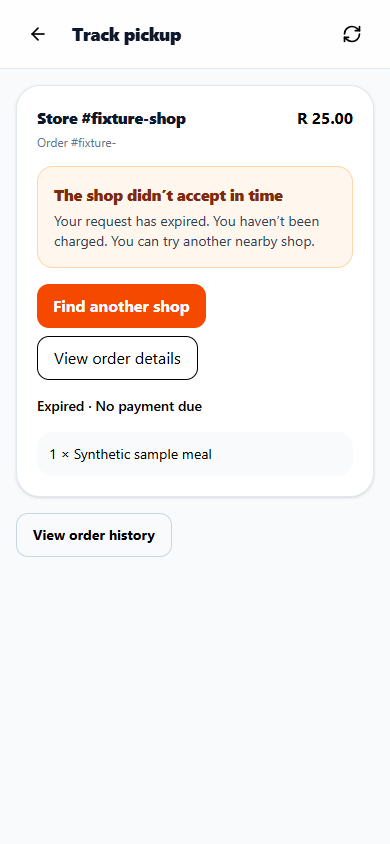 Track pickup
Store #fixture-shop R 25.00
Order #fixture-
The shop didn´t accept in time
Your request has expired. You haven’t been
charged. You can try another nearby shop.
Find another shop
View order details
Expired · No payment due
1 × Synthetic sample meal
View order history